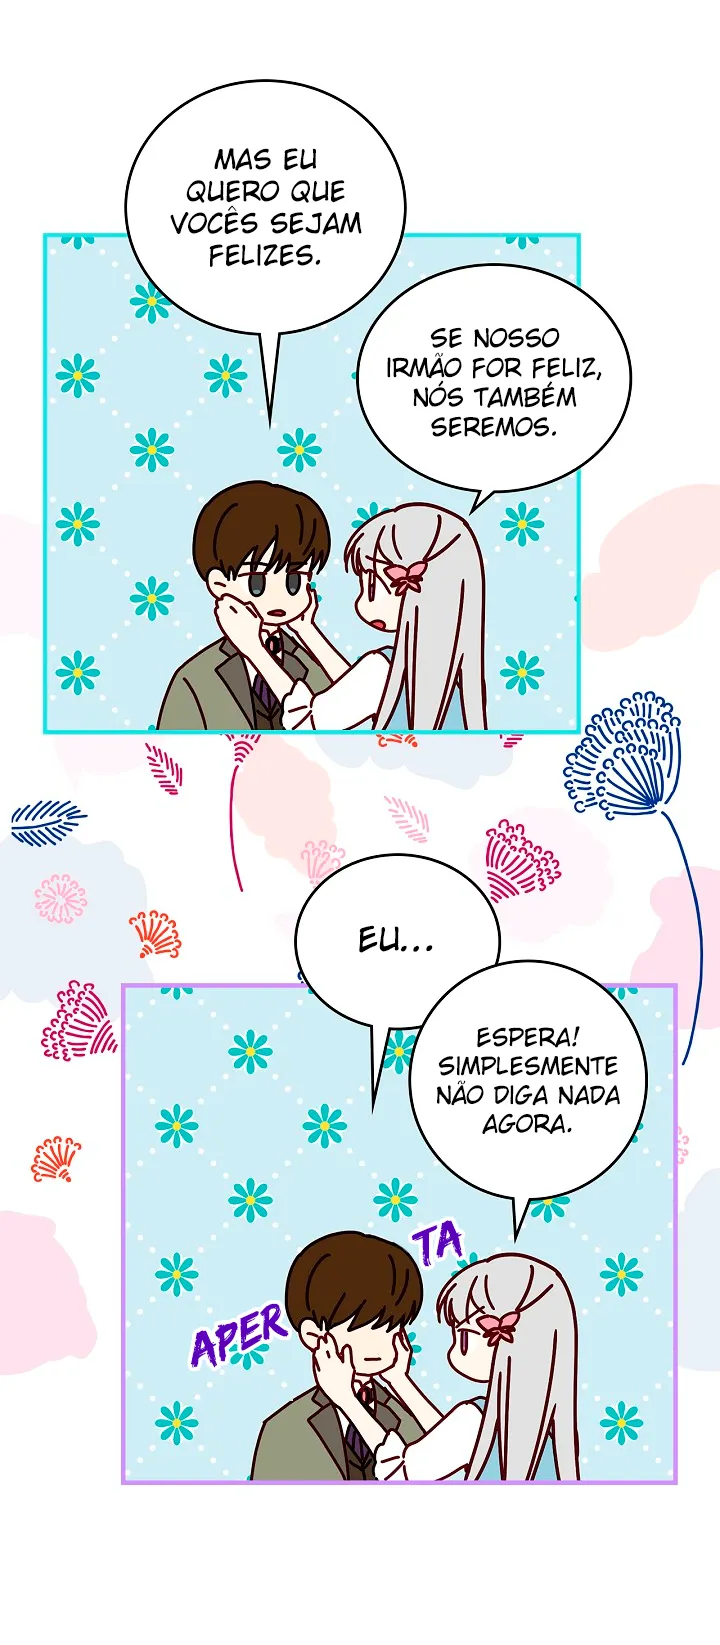 MAS EU
QUERO QUE
VOCÊS SEJAM
FELIZES.
SE NOSSO
IRMÃO FOR FELIZ,
NÓS TAMBÉM
SEREMOS.
EU...
ESPERA!
SIMPLESMENTE
NÃO DIGA NADA
AGORA.
APER
TA